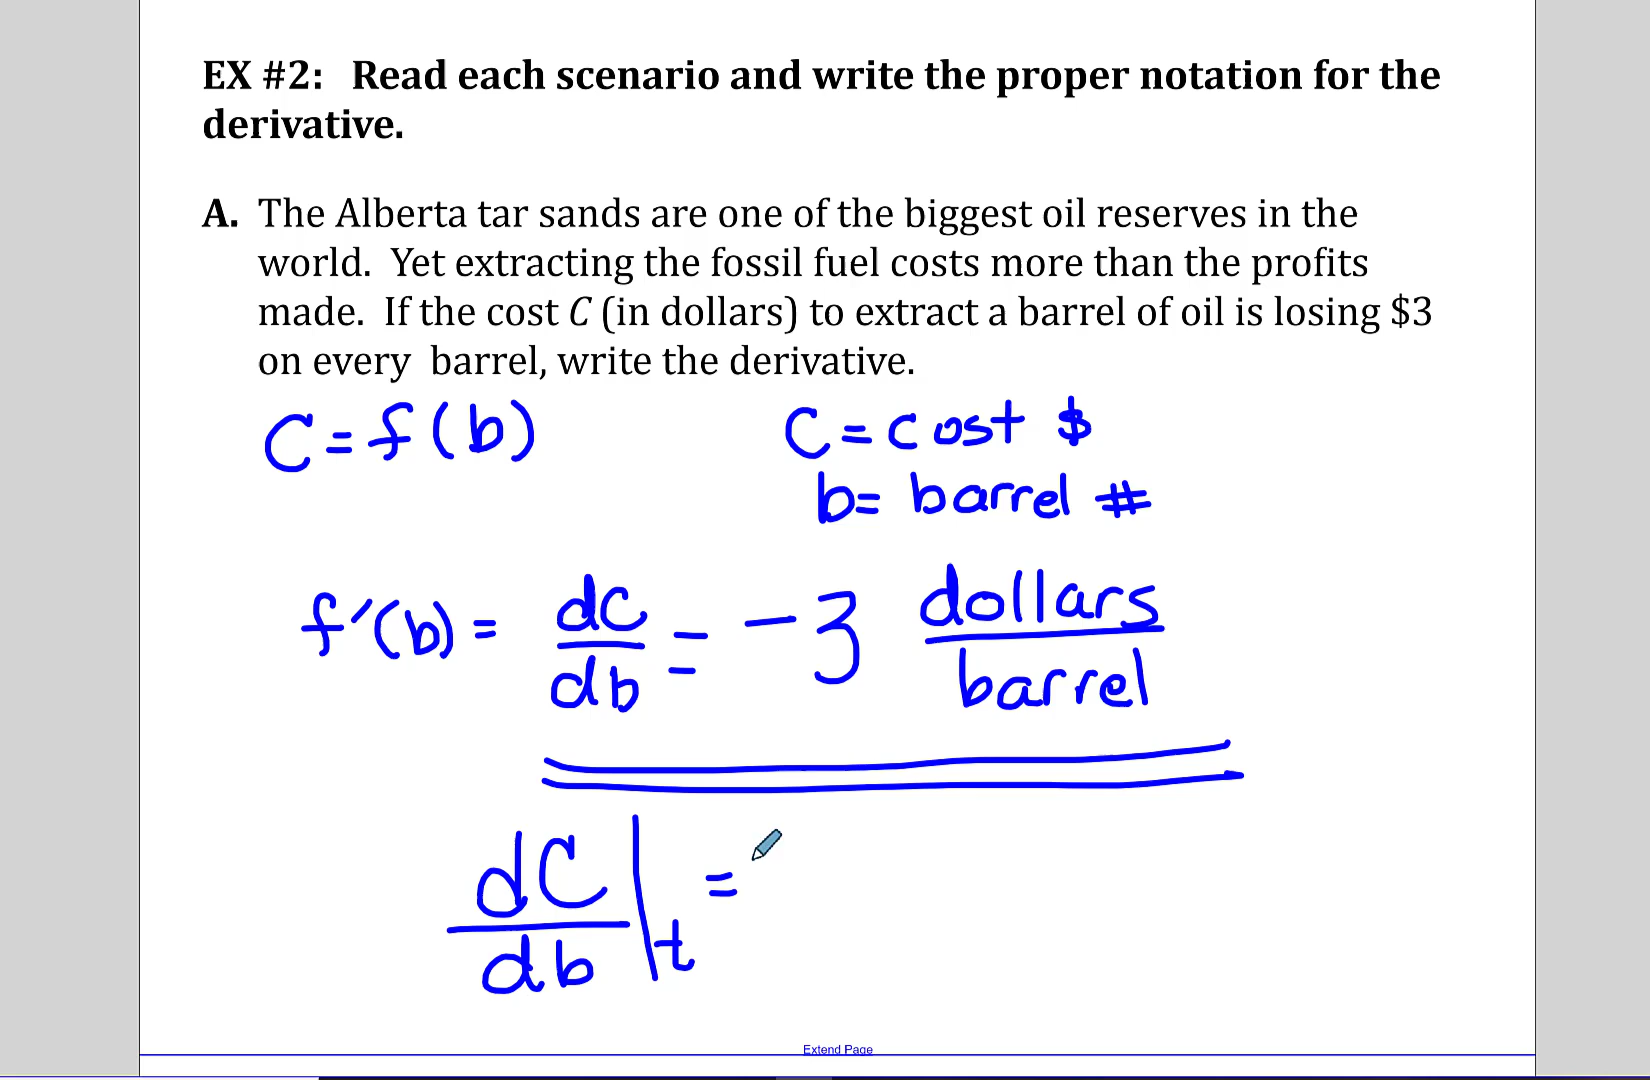 EX #2: Read each scenario and write the proper notation for the
derivative.
A. The Alberta tar sands are one of the biggest oil reserves in the
world. Yet extracting the fossil fuel costs more than the profits
made. If the cost C (in dollars) to extract a barrel of oil is losing $3
on every barrel, write the derivative.
C = f(b) C = cost $
b = barrel #
f'(b) = dC/db = -3 dollars/barrel
dC/db |t =
Extend Page